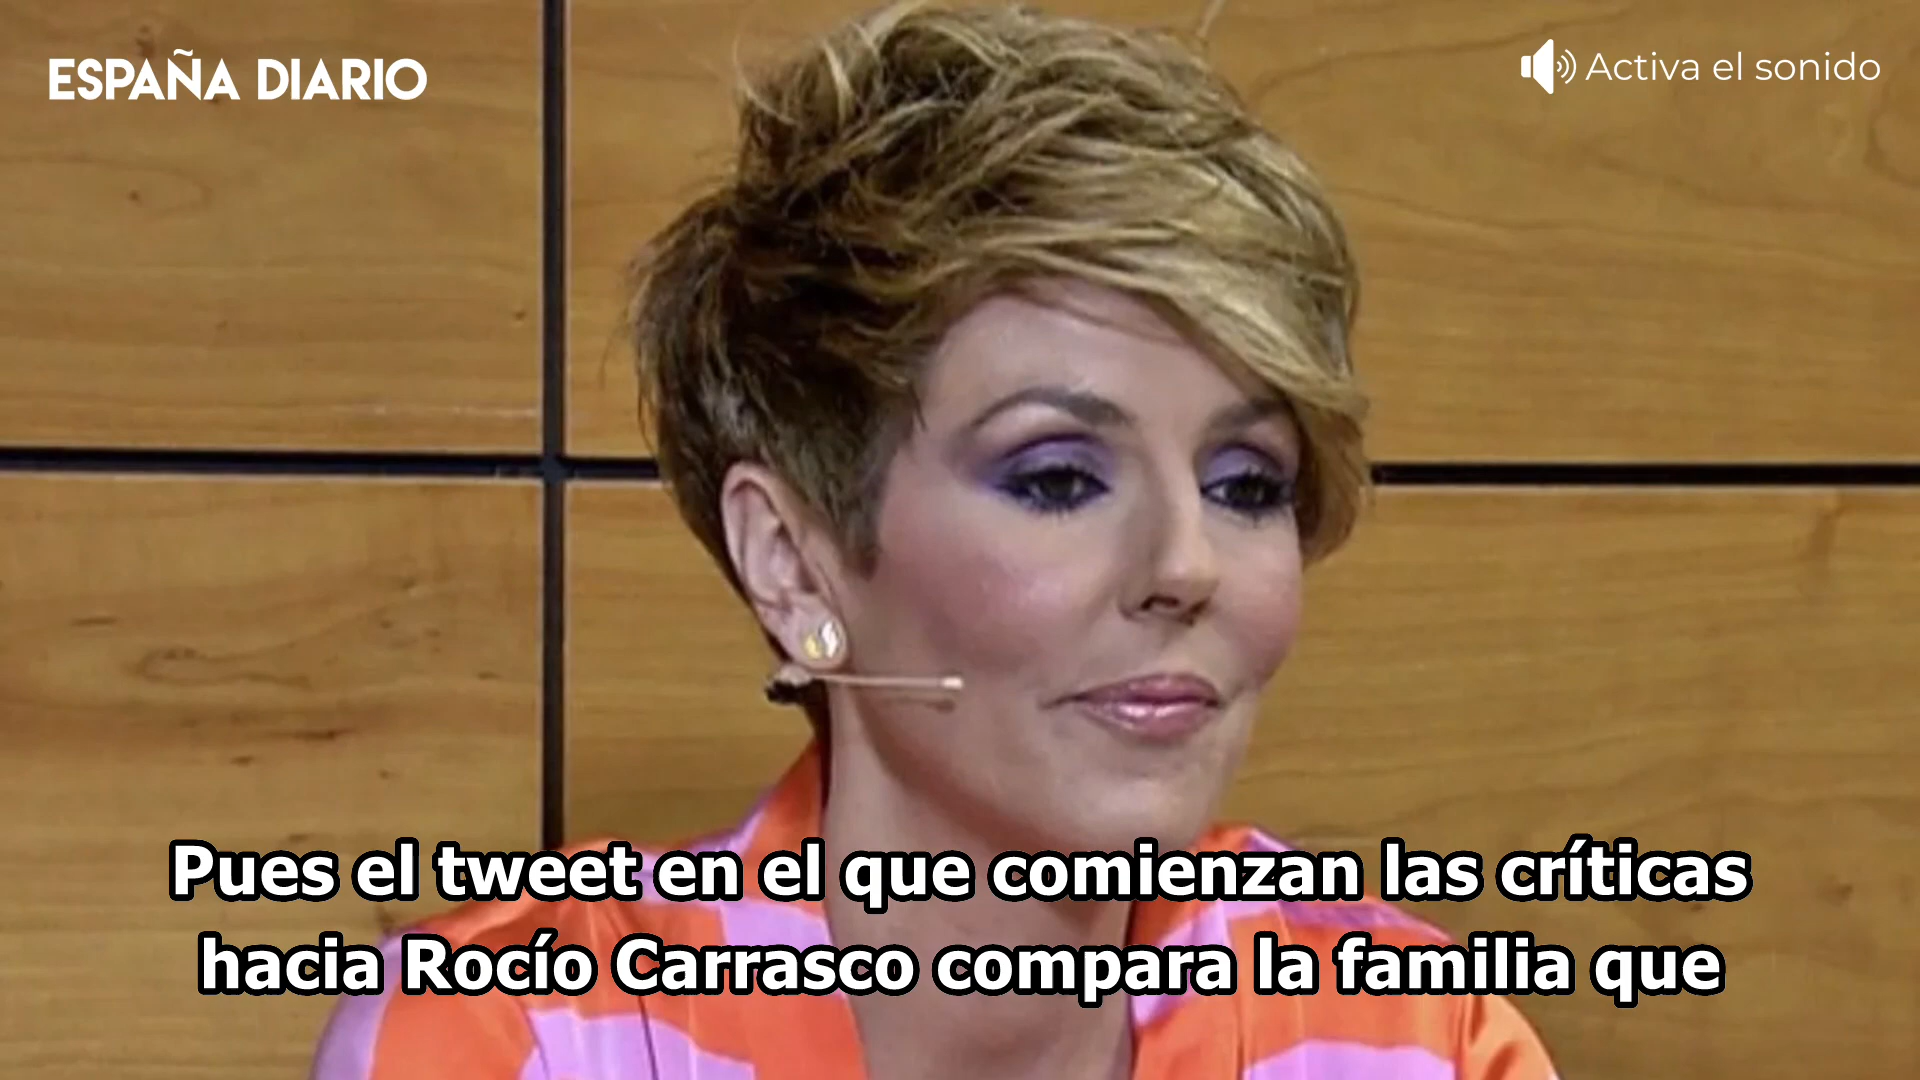 ESPAÑA DIARIO
Activa el sonido
Pues el tweet en el que comienzan las críticas
hacia Rocío Carrasco compara la familia que